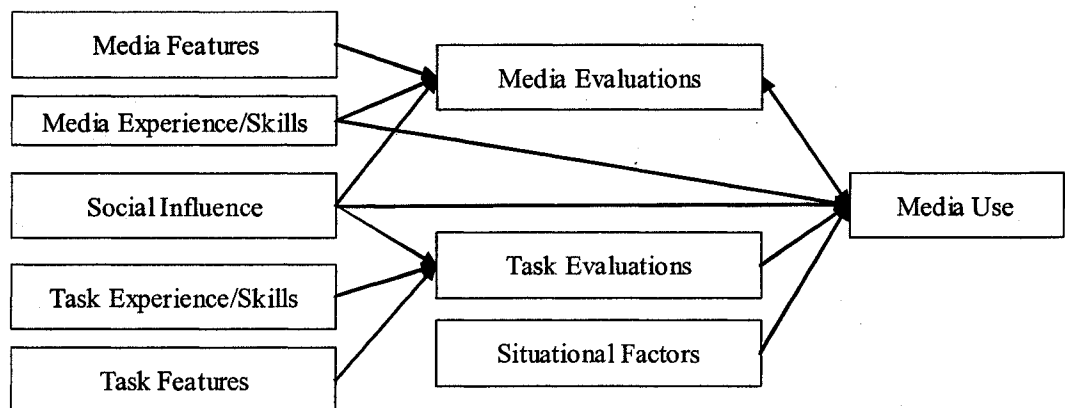 Media Features
Media Experience/Skills
Social Influence
Task Experience/Skills
Task Features
Media Evaluations
Task Evaluations
Situational Factors
Media Use